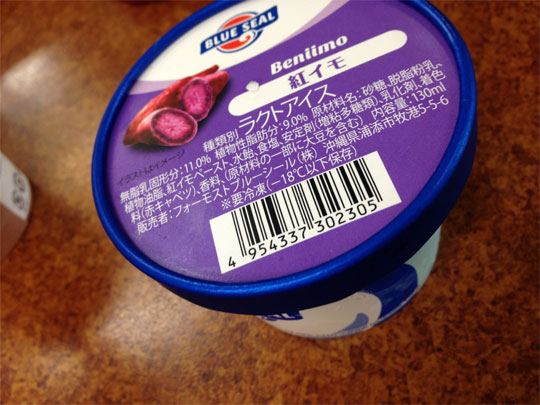 BLUE SEAL
Beniimo
紅イモ
種類別 ラクトアイス
無脂乳固形分:11.0% 植物性脂肪分:9.0% 原材料名:砂糖、脱脂粉乳、
植物油脂、紅イモペースト、水飴、食塩、安定剤(増粘多糖類)、乳化剤、着色
料(赤キャベツ)、香料、(原材料の一部に大豆を含む) 内容量:130ml
販売者:フォーモストブルーシール(株) 沖縄県浦添市牧港5-5-6
※要冷凍(-18℃以下保存)
イラストはイメージ
4 954337 302305